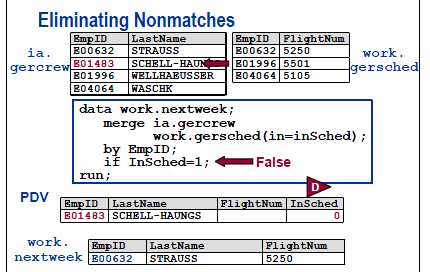 Eliminating Nonmatches
ia.
gercrew
EmpID LastName
E00632 STRAUSS
E01483 SCHELL-HAUNGS
E01996 WELLHAEUSSER
E04064 WASCHK
EmpID FlightNum
E00632 5250
E01996 5501
E04064 5105
work.
gersched
data work.nextweek;
merge ia.gercrew
work.gersched(in=inSched);
by EmpID;
if InSched=1;
False
run;
D
PDV
EmpID LastName FlightNum InSched
E01483 SCHELL-HAUNGS 0
work.
nextweek
EmpID LastName FlightNum
E00632 STRAUSS 5250